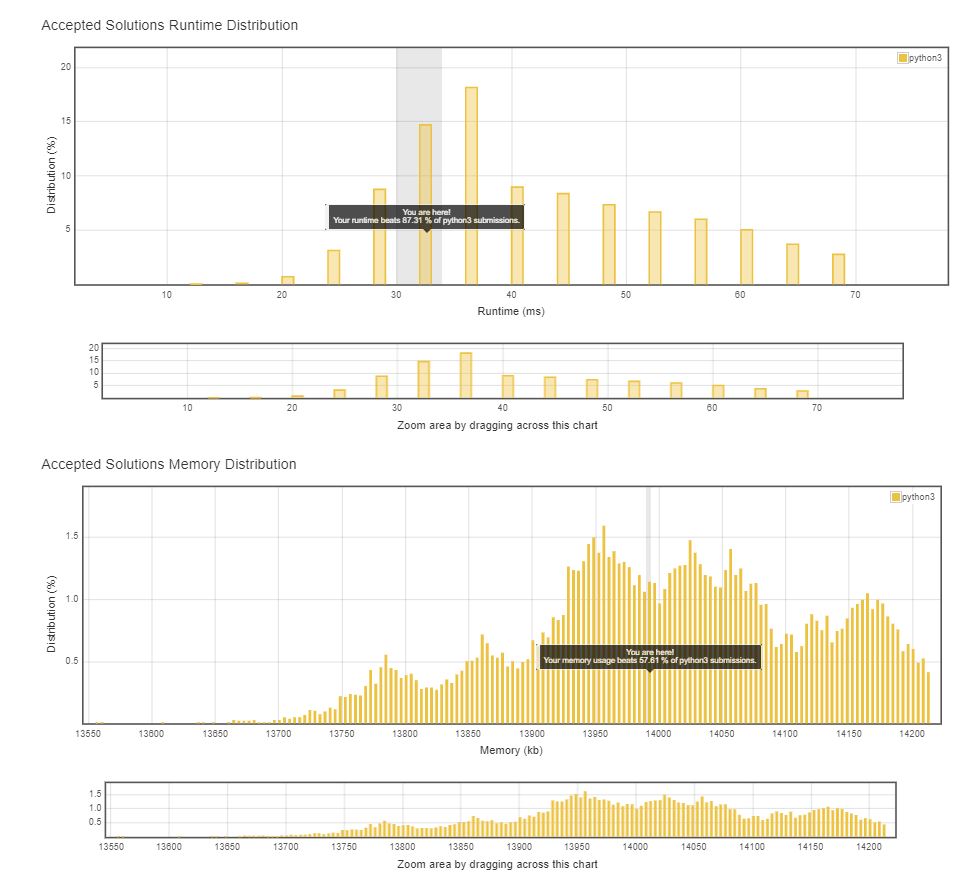 Accepted Solutions Runtime Distribution
python3
20
15
10
5
Distribution (%)
You are here!
Your runtime beats 87.31 % of python3 submissions.
10 20 30 40 50 60 70
Runtime (ms)
20
15
10
5
10 20 30 40 50 60 70
Zoom area by dragging across this chart
Accepted Solutions Memory Distribution
python3
1.5
1.0
0.5
Distribution (%)
You are here!
Your memory usage beats 57.61 % of python3 submissions.
13550 13600 13650 13700 13750 13800 13850 13900 13950 14000 14050 14100 14150 14200
Memory (kb)
1.5
1.0
0.5
13550 13600 13650 13700 13750 13800 13850 13900 13950 14000 14050 14100 14150 14200
Zoom area by dragging across this chart